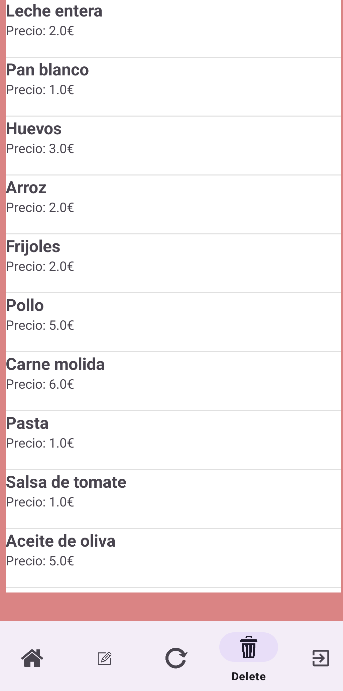 Leche entera
Precio: 2.0€
Pan blanco
Precio: 1.0€
Huevos
Precio: 3.0€
Arroz
Precio: 2.0€
Frijoles
Precio: 2.0€
Pollo
Precio: 5.0€
Carne molida
Precio: 6.0€
Pasta
Precio: 1.0€
Salsa de tomate
Precio: 1.0€
Aceite de oliva
Precio: 5.0€
Delete